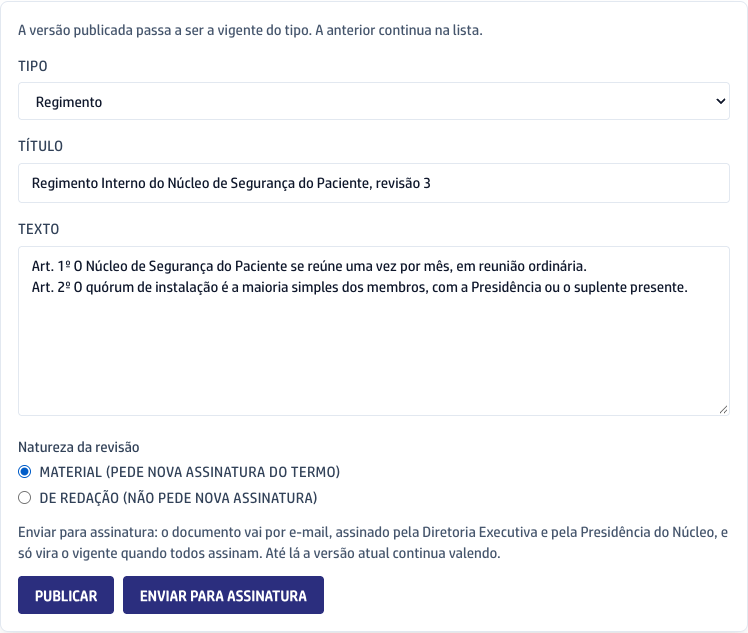 A versão publicada passa a ser a vigente do tipo. A anterior continua na lista.
TIPO
Regimento
TÍTULO
Regimento Interno do Núcleo de Segurança do Paciente, revisão 3
TEXTO
Art. 1º O Núcleo de Segurança do Paciente se reúne uma vez por mês, em reunião ordinária.
Art. 2º O quórum de instalação é a maioria simples dos membros, com a Presidência ou o suplente presente.
Natureza da revisão
MATERIAL (PEDE NOVA ASSINATURA DO TERMO)
DE REDAÇÃO (NÃO PEDE NOVA ASSINATURA)
Enviar para assinatura: o documento vai por e-mail, assinado pela Diretoria Executiva e pela Presidência do Núcleo, e
só vira o vigente quando todos assinam. Até lá a versão atual continua valendo.
PUBLICAR
ENVIAR PARA ASSINATURA